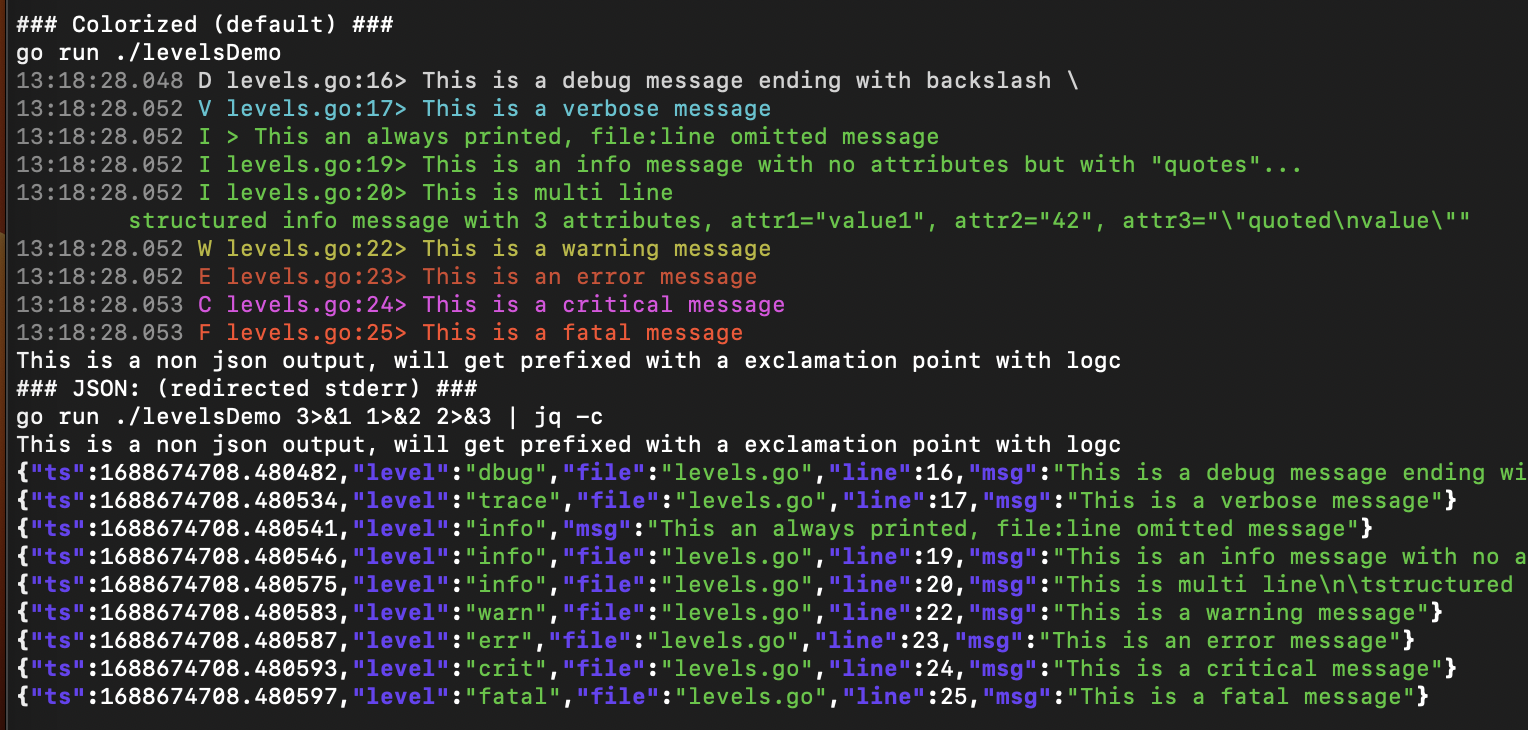 ### Colorized (default) ###
go run ./levelsDemo
13:18:28.048 D levels.go:16> This is a debug message ending with backslash \
13:18:28.052 V levels.go:17> This is a verbose message
13:18:28.052 I > This an always printed, file:line omitted message
13:18:28.052 I levels.go:19> This is an info message with no attributes but with "quotes"...
13:18:28.052 I levels.go:20> This is multi line
        structured info message with 3 attributes, attr1="value1", attr2="42", attr3="\"quoted\nvalue\""
13:18:28.052 W levels.go:22> This is a warning message
13:18:28.052 E levels.go:23> This is an error message
13:18:28.053 C levels.go:24> This is a critical message
13:18:28.053 F levels.go:25> This is a fatal message
This is a non json output, will get prefixed with a exclamation point with logc
### JSON: (redirected stderr) ###
go run ./levelsDemo 3>&1 1>&2 2>&3 | jq -c
This is a non json output, will get prefixed with a exclamation point with logc
{"ts":1688674708.480482,"level":"dbug","file":"levels.go","line":16,"msg":"This is a debug message ending wi
{"ts":1688674708.480534,"level":"trace","file":"levels.go","line":17,"msg":"This is a verbose message"}
{"ts":1688674708.480541,"level":"info","msg":"This an always printed, file:line omitted message"}
{"ts":1688674708.480546,"level":"info","file":"levels.go","line":19,"msg":"This is an info message with no a
{"ts":1688674708.480575,"level":"info","file":"levels.go","line":20,"msg":"This is multi line\n\tstructured
{"ts":1688674708.480583,"level":"warn","file":"levels.go","line":22,"msg":"This is a warning message"}
{"ts":1688674708.480587,"level":"err","file":"levels.go","line":23,"msg":"This is an error message"}
{"ts":1688674708.480593,"level":"crit","file":"levels.go","line":24,"msg":"This is a critical message"}
{"ts":1688674708.480597,"level":"fatal","file":"levels.go","line":25,"msg":"This is a fatal message"}